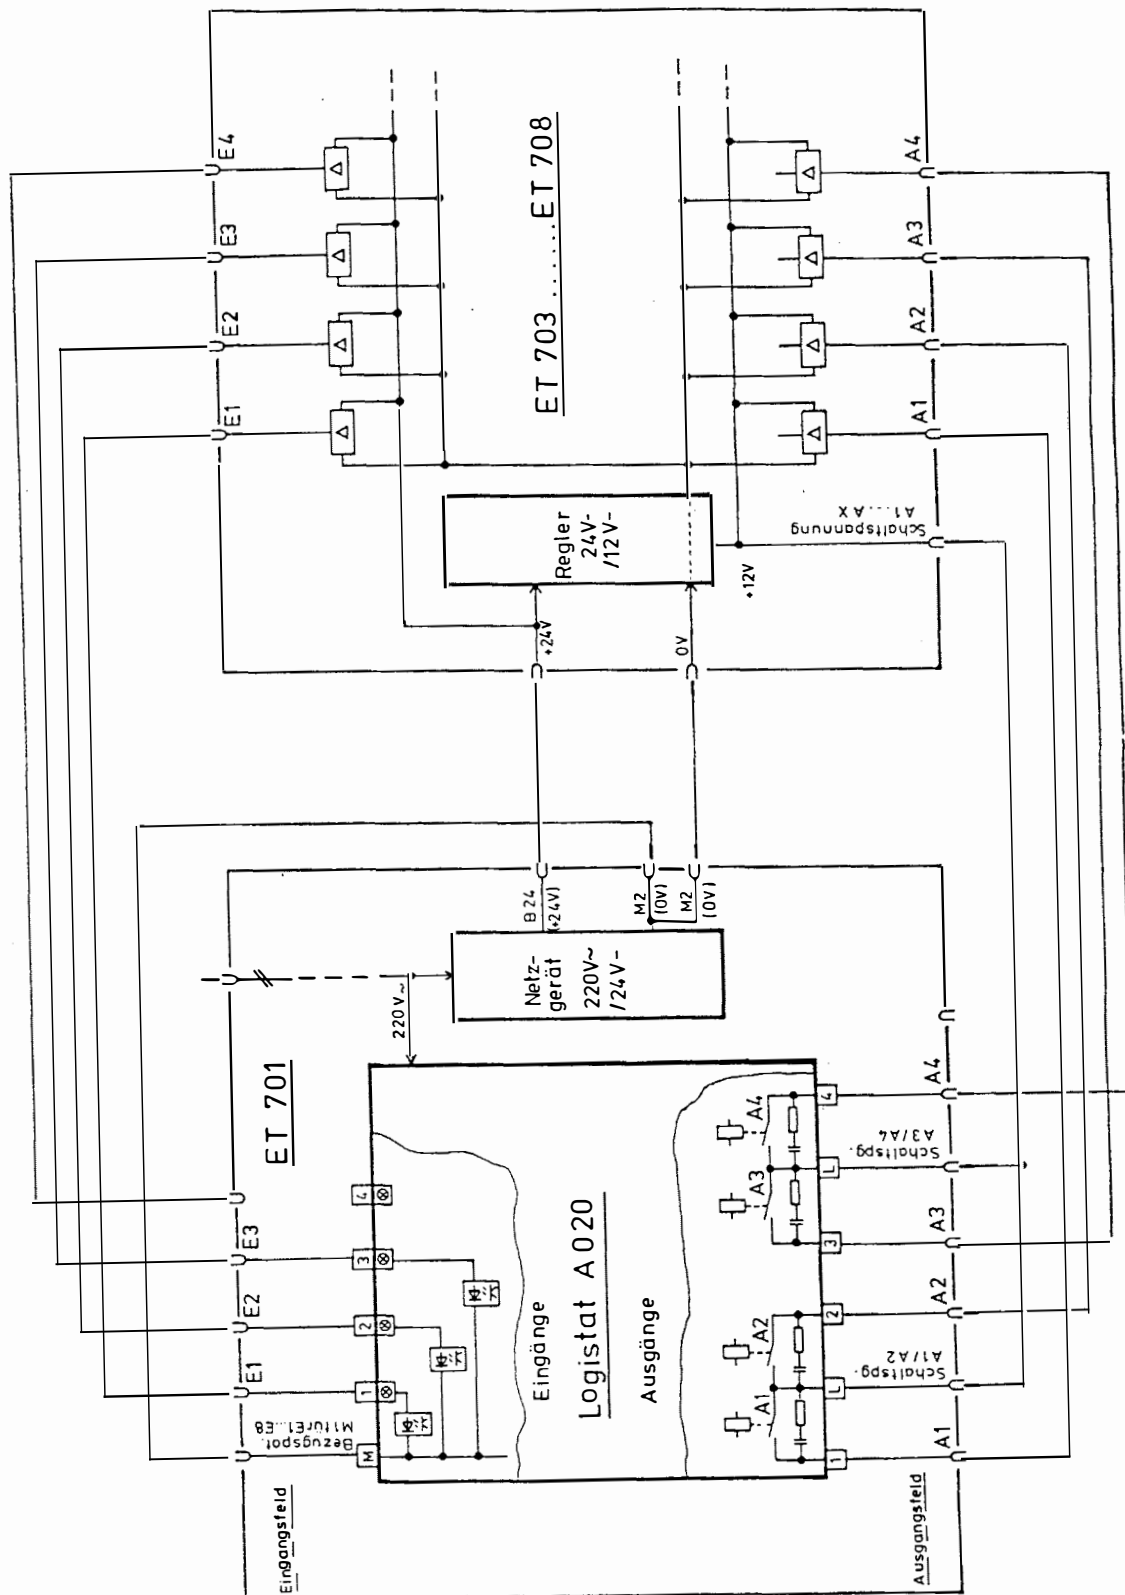 Eingangsfeld
Bezugspot.
M1 für E1...E8
E1
E2
E3
M
1
2
3
4
ET 701
220V~
Netz-
gerät
220V~
/24V-
B24
(+24V)
M2
(0V)
M2
(0V)
Eingänge
Logistat A020
Ausgänge
A1
A2
A3
A4
1
L
2
3
L
4
Ausgangsfeld
A1
Schaltspg.
A1/A2
A2
A3
Schaltspg.
A3/A4
A4
E1
E2
E3
E4
+24V
0V
Regler
24V-
/12V-
+12V
Schaltspannung
A1...AX
ET 703.......ET 708
A1
A2
A3
A4